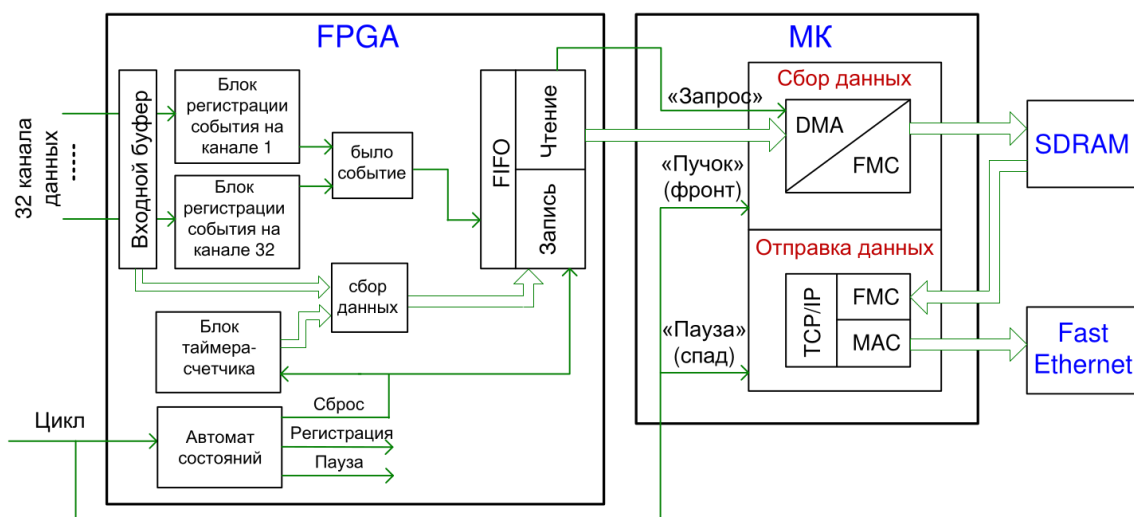 FPGA
МК
32 канала
данных
Входной буфер
Блок
регистрации
события на
канале 1
Блок
регистрации
события на
канале 32
было
событие
FIFO
Чтение
Запись
сбор
данных
Блок
таймера-
счетчика
Цикл
Автомат
состояний
Сброс
Регистрация
Пауза
«Запрос»
«Пучок»
(фронт)
«Пауза»
(спад)
Сбор данных
DMA
FMC
Отправка данных
TCP/IP
FMC
MAC
SDRAM
Fast
Ethernet